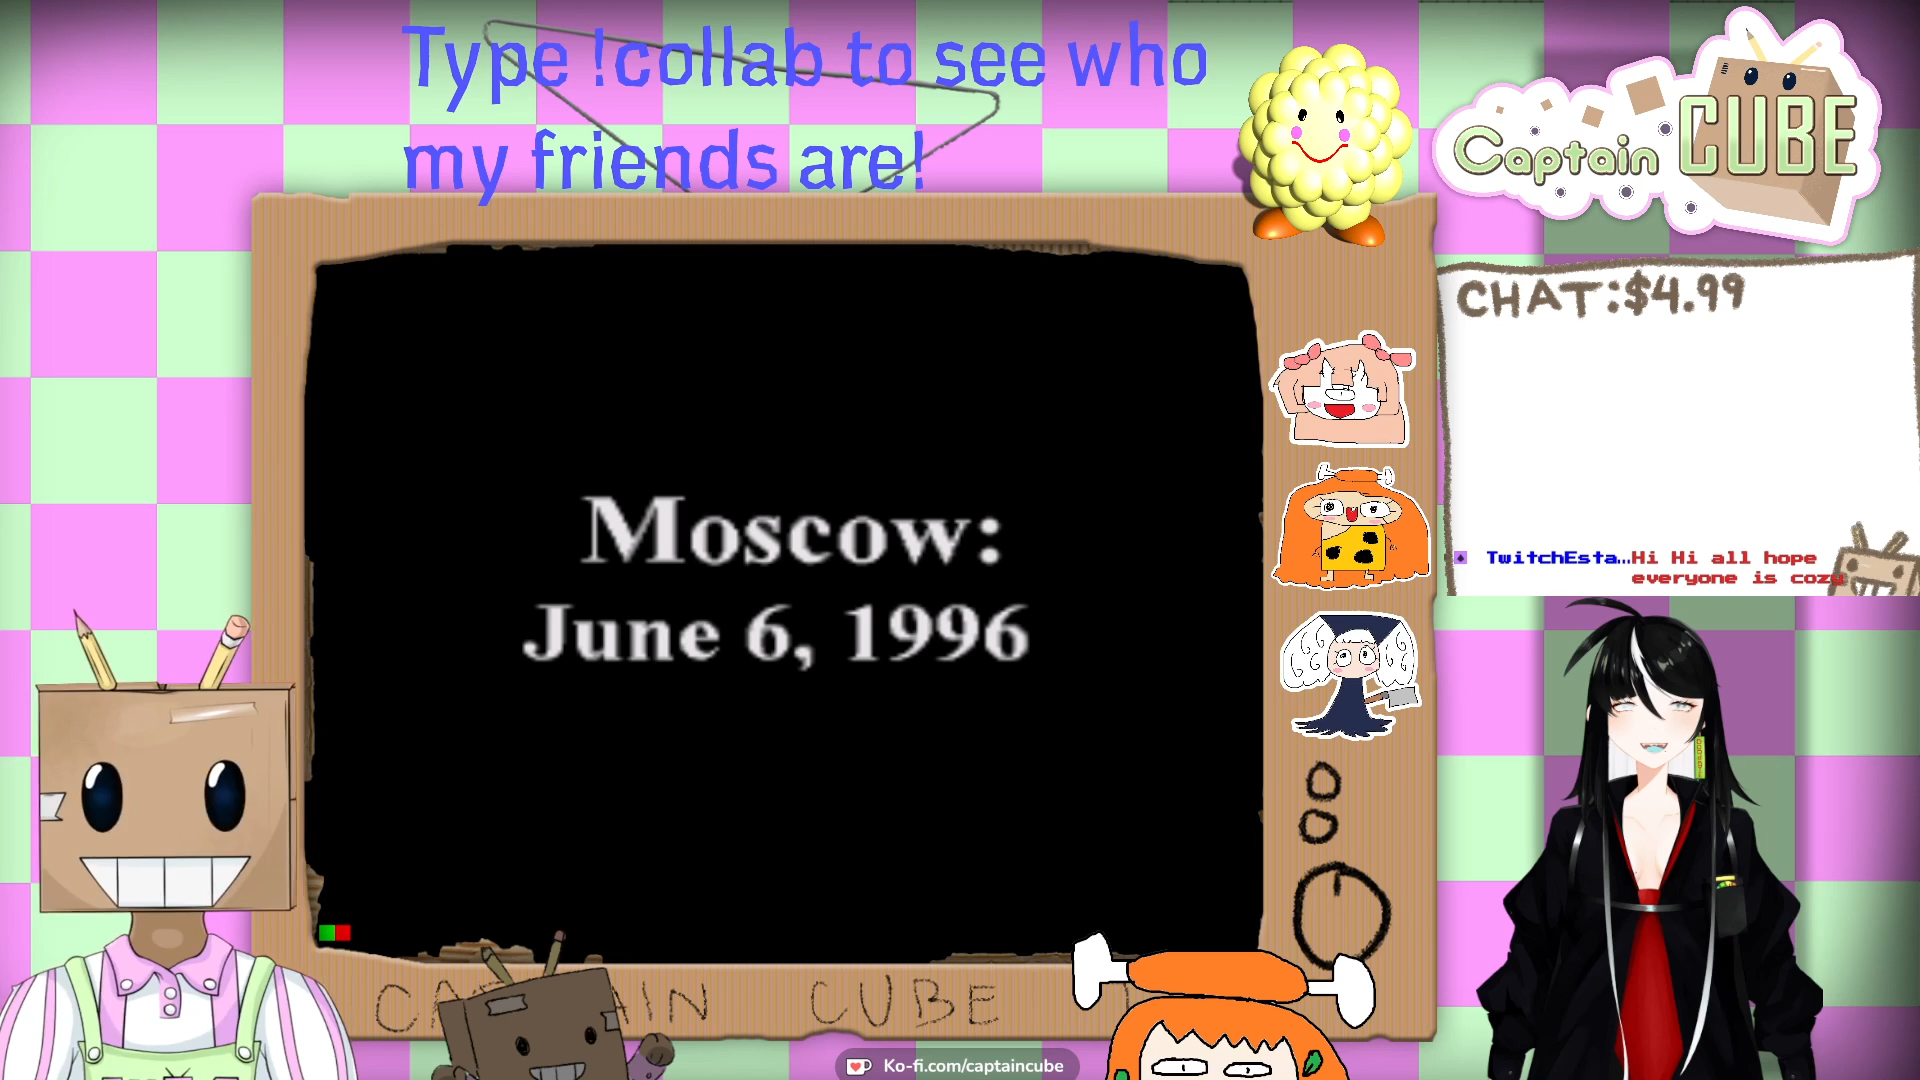 Type !collab to see who
my friends are!
Captain CUBE
CHAT:$4.99
Moscow:
June 6, 1996
TwitchEsta…Hi Hi all hope
everyone is cozy
CUBE
Ko-fi.com/captaincube